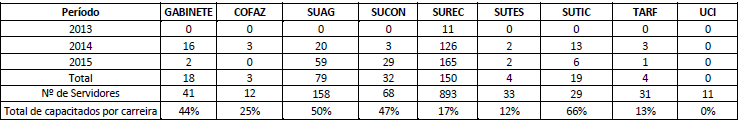 Período GABINETE COFAZ SUAG SUCON SUREC SUTES SUTIC TARF UCI
2013 0 0 0 0 11 0 0 0 0
2014 16 3 20 3 126 2 13 3 0
2015 2 0 59 29 165 2 6 1 0
Total 18 3 79 32 150 4 19 4 0
Nº de Servidores 41 12 158 68 893 33 29 31 11
Total de capacitados por carreira 44% 25% 50% 47% 17% 12% 66% 13% 0%